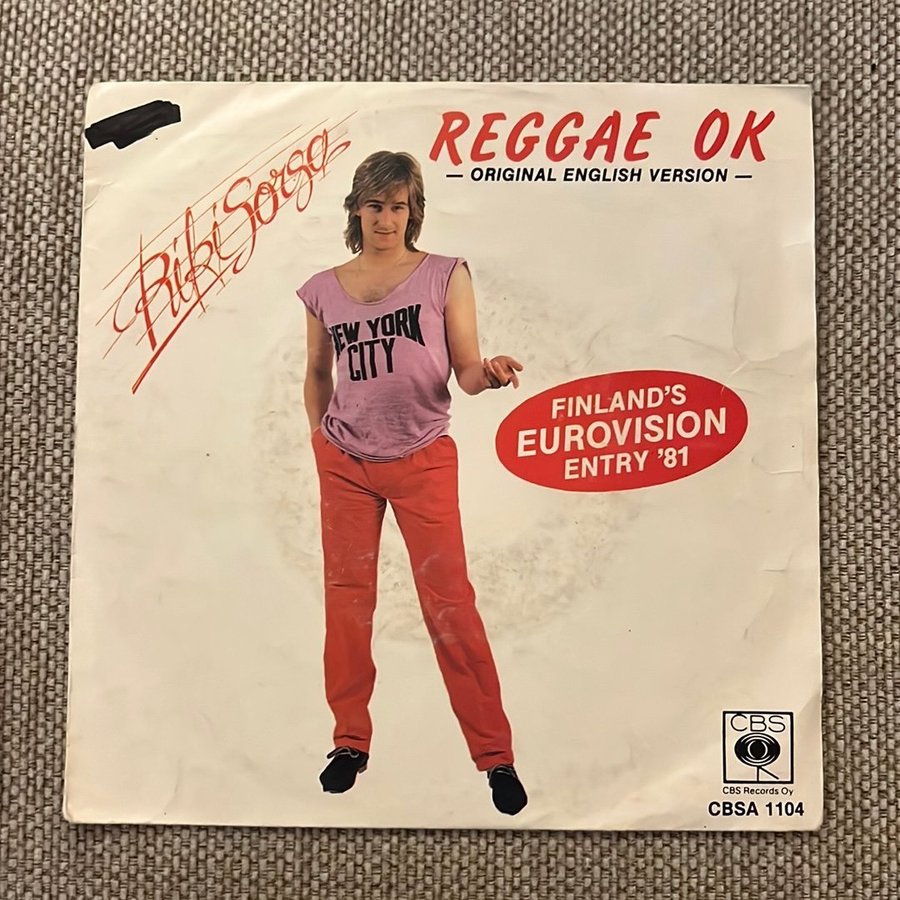 Riki Sorsa
REGGAE OK
— ORIGINAL ENGLISH VERSION —
NEW YORK
CITY
FINLAND'S
EUROVISION
ENTRY '81
CBS
CBS Records Oy
CBSA 1104